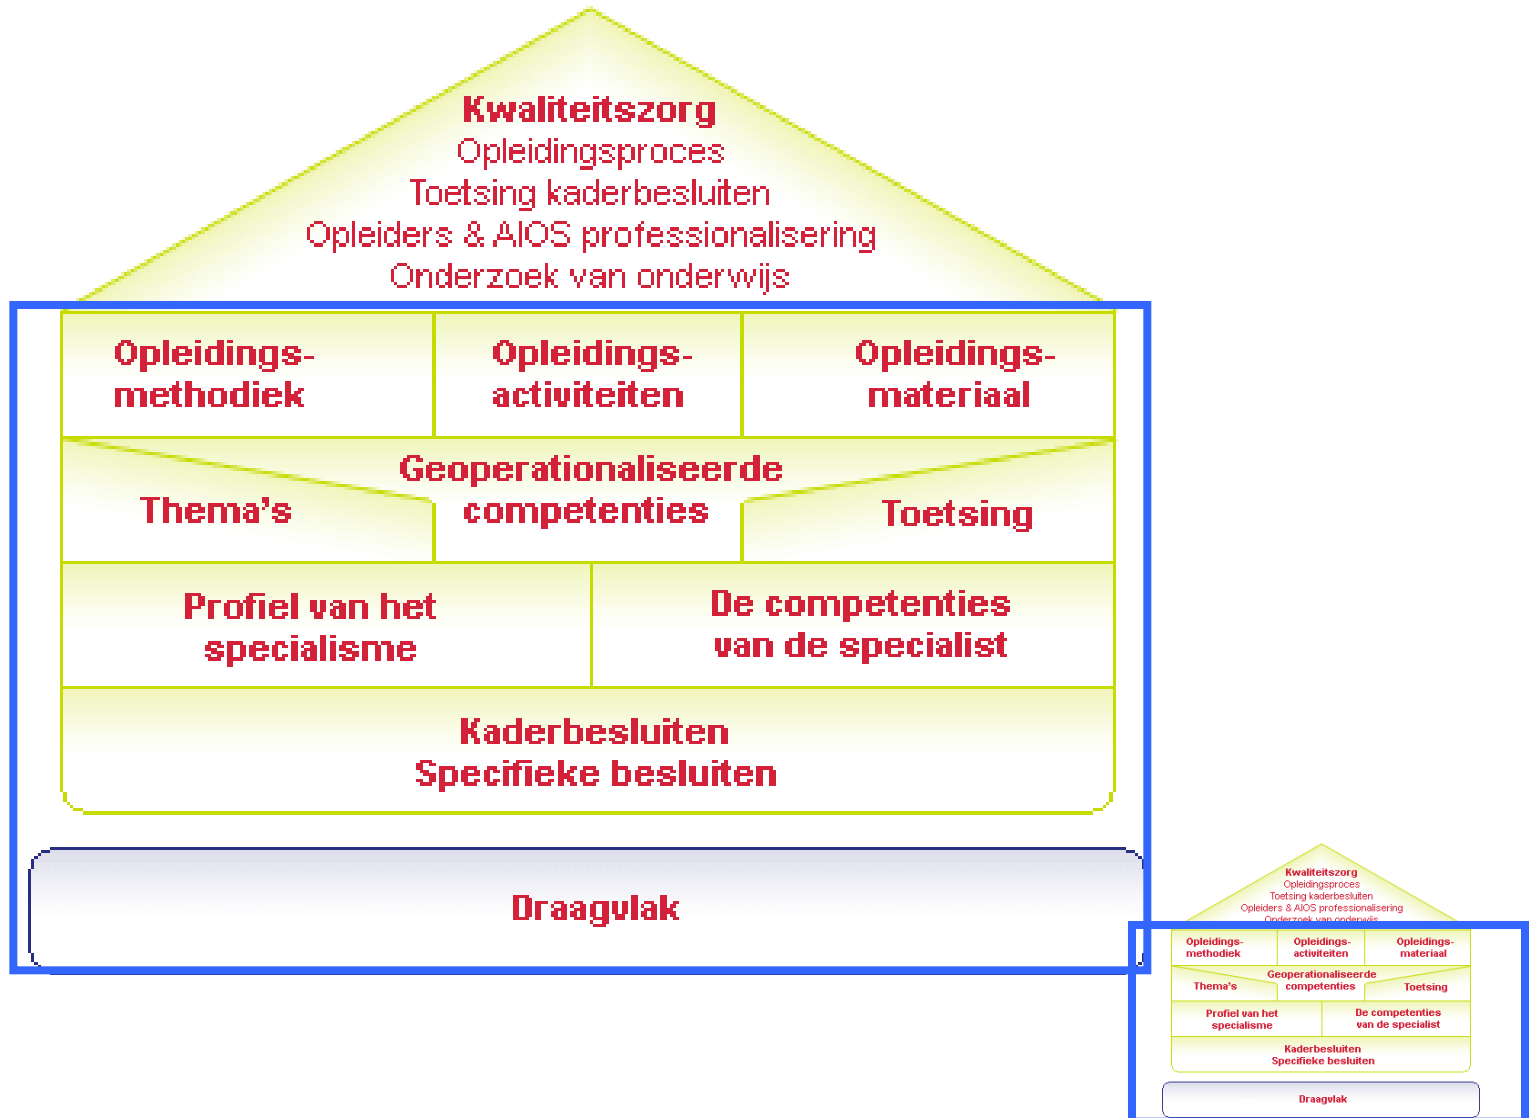 Kwaliteitszorg
Opleidingsproces
Toetsing kaderbesluiten
Opleiders & AIOS professionalisering
Onderzoek van onderwijs
Opleidings-
methodiek
Opleidings-
activiteiten
Opleidings-
materiaal
Thema's
Geoperationaliseerde
competenties
Toetsing
Profiel van het
specialisme
De competenties
van de specialist
Kaderbesluiten
Specifieke besluiten
Draagvlak
Kwaliteitszorg
Opleidingsproces
Toetsing kaderbesluiten
Opleiders & AIOS professionalisering
Onderzoek van onderwijs
Opleidings-
methodiek
Opleidings-
activiteiten
Opleidings-
materiaal
Thema's
Geoperationaliseerde
competenties
Toetsing
Profiel van het
specialisme
De competenties
van de specialist
Kaderbesluiten
Specifieke besluiten
Draagvlak